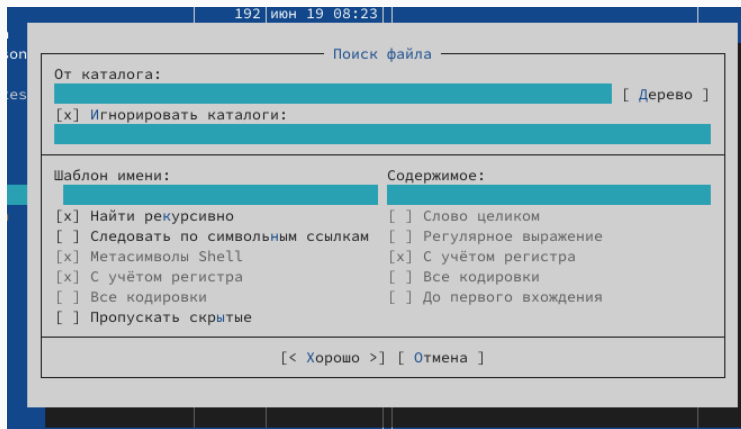 192 июн 19 08:23
Поиск файла
От каталога:
[ Дерево ]
[x] Игнорировать каталоги:
Шаблон имени:
[x] Найти рекурсивно
[ ] Следовать по символьным ссылкам
[x] Метасимволы Shell
[x] С учётом регистра
[ ] Все кодировки
[ ] Пропускать скрытые
Содержимое:
[ ] Слово целиком
[ ] Регулярное выражение
[x] С учётом регистра
[ ] Все кодировки
[ ] До первого вхождения
[< Хорошо >] [ Отмена ]